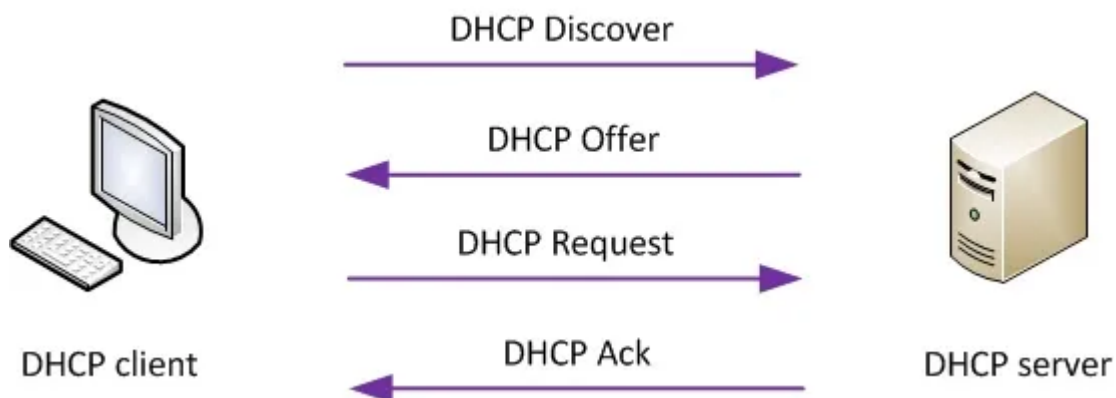 DHCP Discover
DHCP Offer
DHCP Request
DHCP Ack
DHCP client
DHCP server